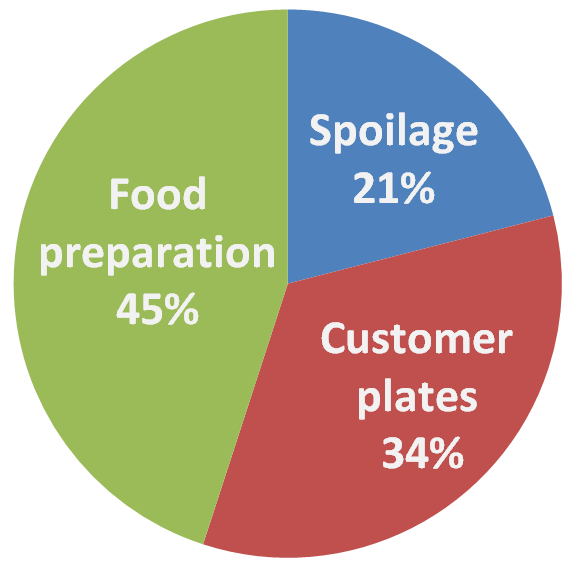 Spoilage
21%
Food
preparation
45%
Customer
plates
34%